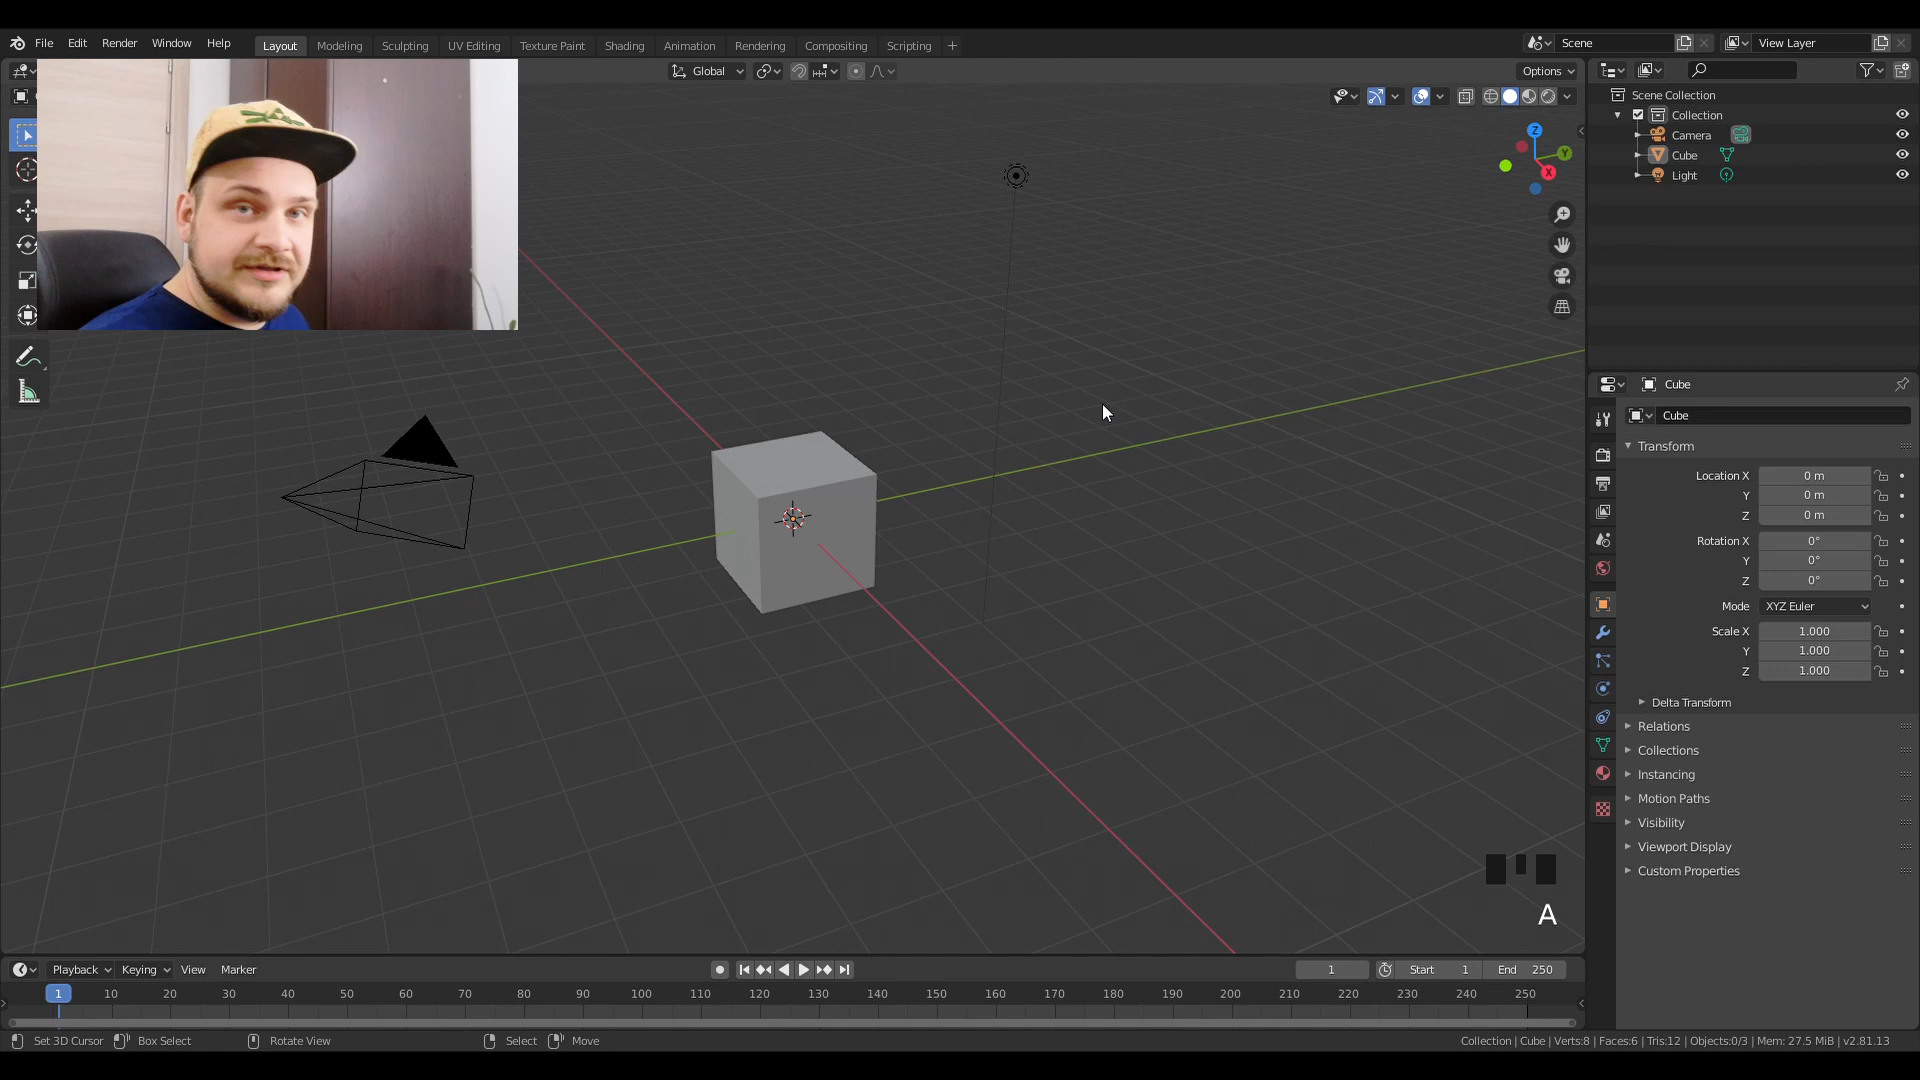 File Edit Render Window Help Layout Modeling Sculpting UV Editing Texture Paint Shading Animation Rendering Compositing Scripting + Scene View Layer
Global Options
Scene Collection
Collection
Camera
Cube
Light
Z
Y
X
Cube
Cube
Transform
Location X 0 m
Y 0 m
Z 0 m
Rotation X 0°
Y 0°
Z 0°
Mode XYZ Euler
Scale X 1.000
Y 1.000
Z 1.000
Delta Transform
Relations
Collections
Instancing
Motion Paths
Visibility
Viewport Display
Custom Properties
A
Playback Keying View Marker 1 Start 1 End 250
1 10 20 30 40 50 60 70 80 90 100 110 120 130 140 150 160 170 180 190 200 210 220 230 240 250
Set 3D Cursor Box Select Rotate View Select Move Collection | Cube | Verts:8 | Faces:6 | Tris:12 | Objects:0/3 | Mem: 27.5 MiB | v2.81.13